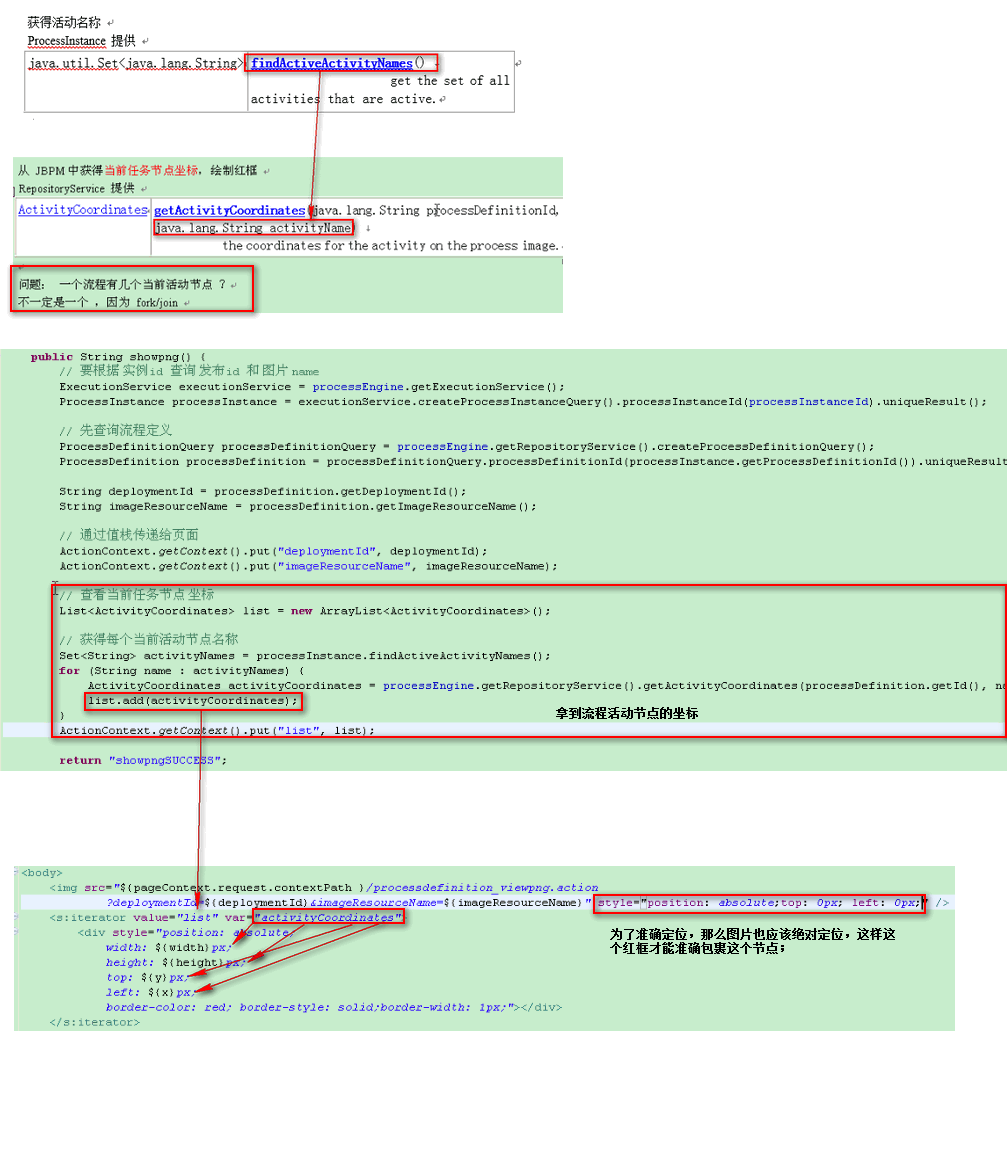 获得活动名称
ProcessInstance 提供
java.util.Set<java.lang.String> findActiveActivityNames()
get the set of all
activities that are active.
从 JBPM 中获得当前任务节点坐标，绘制红框
RepositoryService 提供
ActivityCoordinates getActivityCoordinates(java.lang.String processDefinitionId,
java.lang.String activityName)
the coordinates for the activity on the process image.
问题： 一个流程有几个当前活动节点 ？
不一定是一个 ，因为 fork/join
public String showpng() {
// 要根据 实例id 查询 发布id 和 图片 name
ExecutionService executionService = processEngine.getExecutionService();
ProcessInstance processInstance = executionService.createProcessInstanceQuery().processInstanceId(processInstanceId).uniqueResult();
// 先查询流程定义
ProcessDefinitionQuery processDefinitionQuery = processEngine.getRepositoryService().createProcessDefinitionQuery();
ProcessDefinition processDefinition = processDefinitionQuery.processDefinitionId(processInstance.getProcessDefinitionId()).uniqueResult
String deploymentId = processDefinition.getDeploymentId();
String imageResourceName = processDefinition.getImageResourceName();
// 通过值栈传递给页面
ActionContext.getContext().put("deploymentId", deploymentId);
ActionContext.getContext().put("imageResourceName", imageResourceName);
// 查看当前任务节点 坐标
List<ActivityCoordinates> list = new ArrayList<ActivityCoordinates>();
// 获得每个当前活动节点名称
Set<String> activityNames = processInstance.findActiveActivityNames();
for (String name : activityNames) {
ActivityCoordinates activityCoordinates = processEngine.getRepositoryService().getActivityCoordinates(processDefinition.getId(), na
list.add(activityCoordinates);
}
拿到流程活动节点的坐标
ActionContext.getContext().put("list", list);
return "showpngSUCCESS";
<body>
<img src="${pageContext.request.contextPath }/processdefinition_viewpng.action
?deploymentId=${deploymentId}&imageResourceName=${imageResourceName}" style="position: absolute;top: 0px; left: 0px;" />
<s:iterator value="list" var="activityCoordinates">
<div style="position: absolute;
width: ${width}px;
height: ${height}px;
top: ${y}px;
left: ${x}px;
border-color: red; border-style: solid;border-width: 1px;"></div>
</s:iterator>
为了准确定位，那么图片也应该绝对定位，这样这
个红框才能准确包裹这个节点；